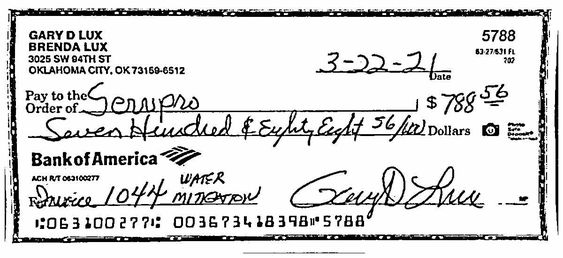 GARY D LUX
BRENDA LUX
3025 SW 94TH ST
OKLAHOMA CITY, OK 73159-6512
5788
63-27/631 FL
702
3-22-21 Date
Pay to the
Order of Servpro $ 788 56
Seven Hundred & Eighty Eight 56/100 Dollars
Photo
Safe
Deposit
Bank of America
ACH R/T 063100277
For Invoice 1044 WATER
MITIGATION Gary D Lux MP
⑆063100277⑆ 003673418398⑈5788